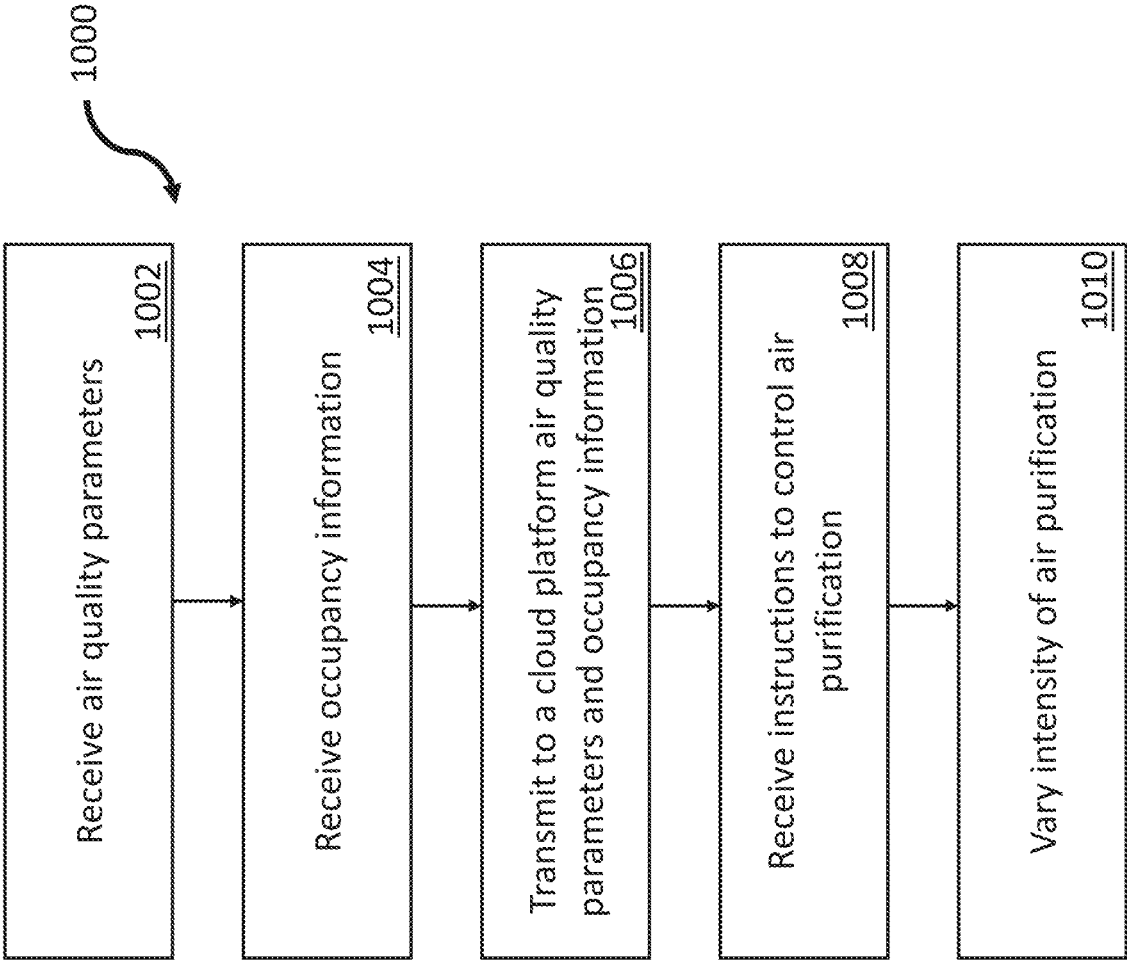 1000
Receive air quality parameters
1002
Receive occupancy information
1004
Transmit to a cloud platform air quality
parameters and occupancy information
1006
Receive instructions to control air
purification
1008
Vary intensity of air purification
1010